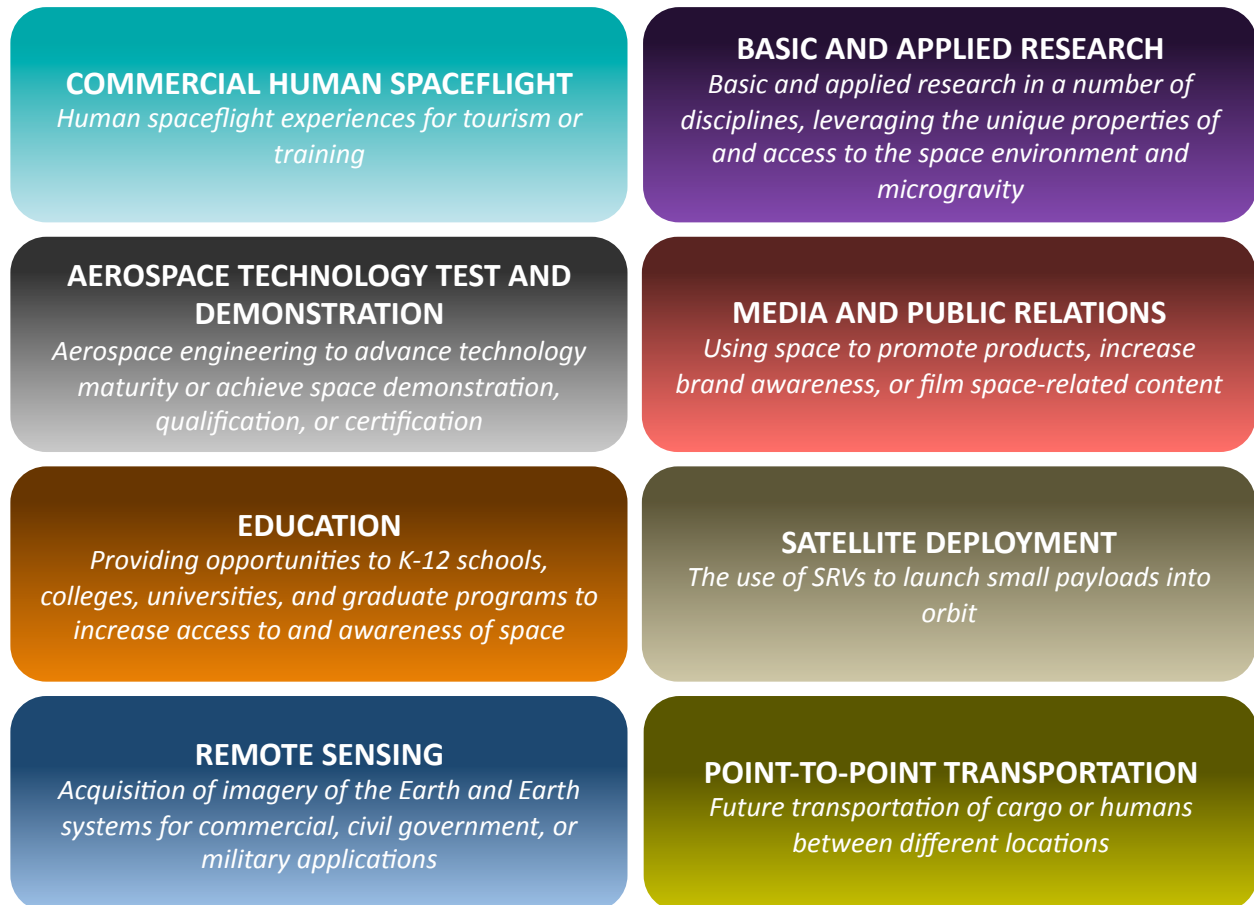 COMMERCIAL HUMAN SPACEFLIGHT
Human spaceflight experiences for tourism or
training
BASIC AND APPLIED RESEARCH
Basic and applied research in a number of
disciplines, leveraging the unique properties of
and access to the space environment and
microgravity
AEROSPACE TECHNOLOGY TEST AND
DEMONSTRATION
Aerospace engineering to advance technology
maturity or achieve space demonstration,
qualification, or certification
MEDIA AND PUBLIC RELATIONS
Using space to promote products, increase
brand awareness, or film space-related content
EDUCATION
Providing opportunities to K-12 schools,
colleges, universities, and graduate programs to
increase access to and awareness of space
SATELLITE DEPLOYMENT
The use of SRVs to launch small payloads into
orbit
REMOTE SENSING
Acquisition of imagery of the Earth and Earth
systems for commercial, civil government, or
military applications
POINT-TO-POINT TRANSPORTATION
Future transportation of cargo or humans
between different locations